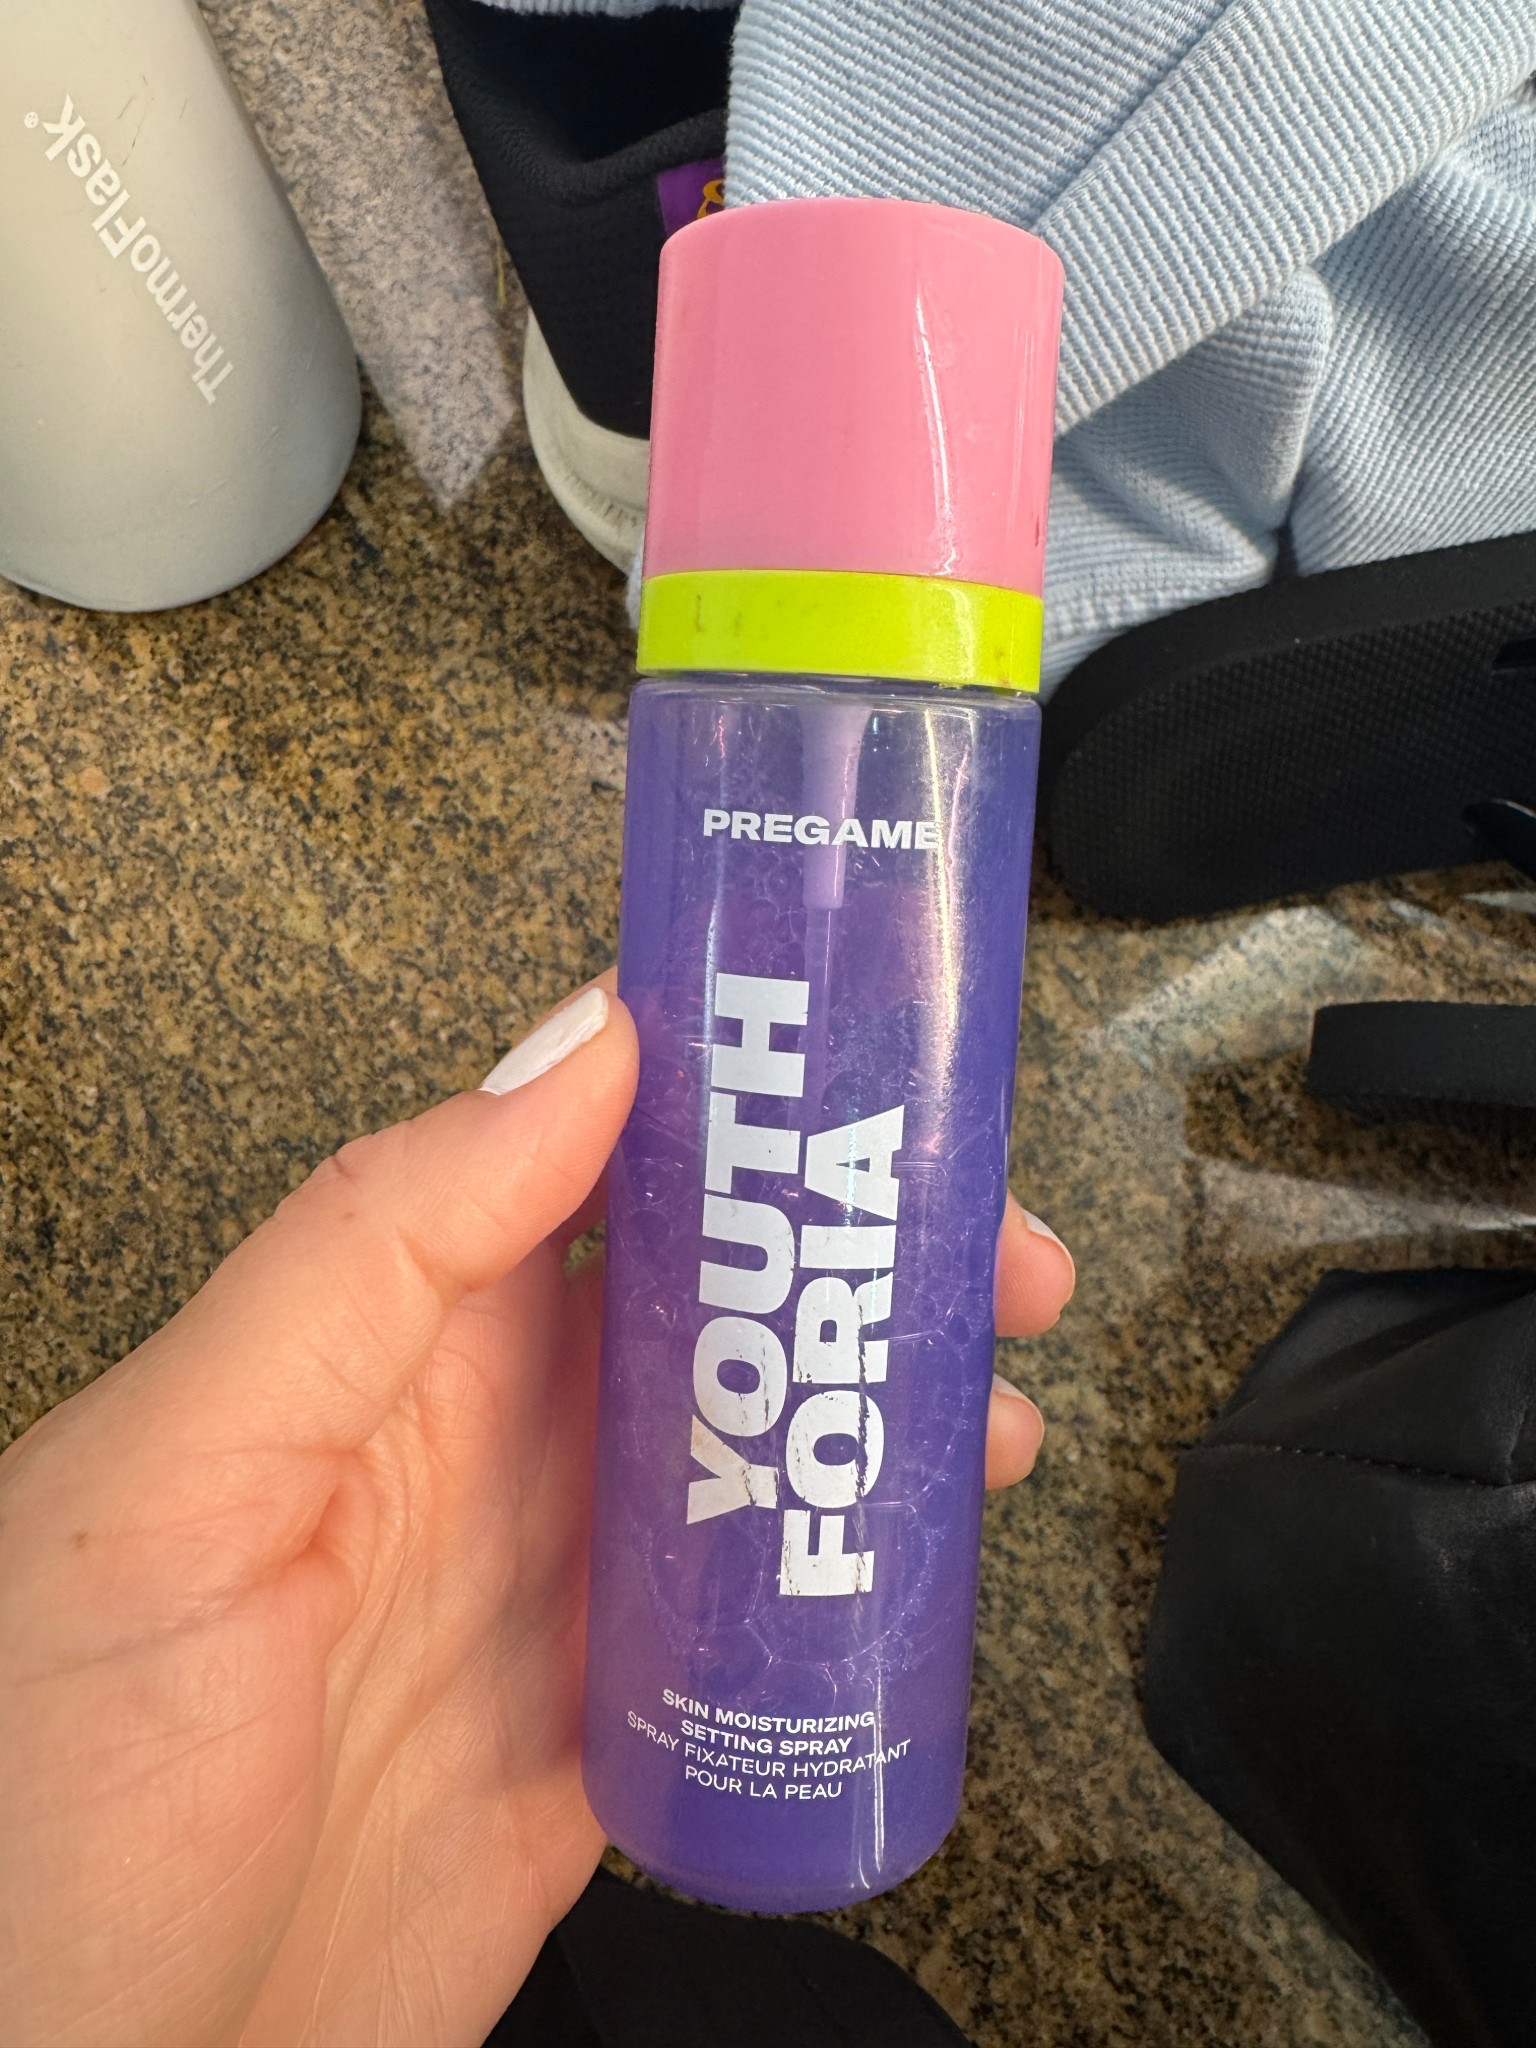 ThermoFlask®
PREGAME
YOUTH
FORIA
SKIN MOISTURIZING
SETTING SPRAY
SPRAY FIXATEUR HYDRATANT
POUR LA PEAU